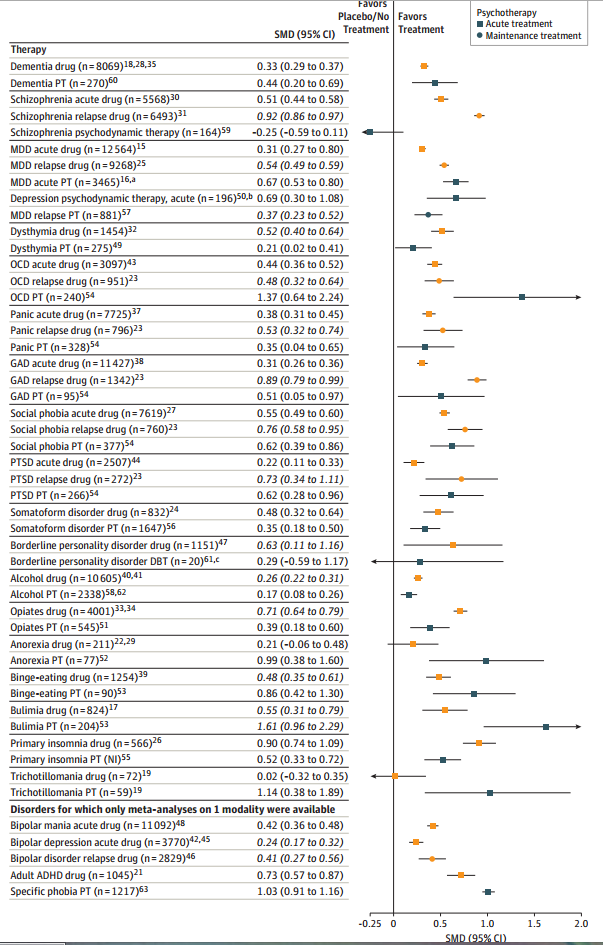 Favors
Placebo/No
Treatment
Favors
Treatment
Psychotherapy
Acute treatment
Maintenance treatment
SMD (95% CI)
Therapy
Dementia drug (n=8069)18,28,35 0.33 (0.29 to 0.37)
Dementia PT (n=270)60 0.44 (0.20 to 0.69)
Schizophrenia acute drug (n=5568)30 0.51 (0.44 to 0.58)
Schizophrenia relapse drug (n=6493)31 0.92 (0.86 to 0.97)
Schizophrenia psychodynamic therapy (n=164)59 -0.25 (-0.59 to 0.11)
MDD acute drug (n=12564)15 0.31 (0.27 to 0.80)
MDD relapse drug (n=9268)25 0.54 (0.49 to 0.59)
MDD acute PT (n=3465)16,a 0.67 (0.53 to 0.80)
Depression psychodynamic therapy, acute (n=196)50,b 0.69 (0.30 to 1.08)
MDD relapse PT (n=881)57 0.37 (0.23 to 0.52)
Dysthymia drug (n=1454)32 0.52 (0.40 to 0.64)
Dysthymia PT (n=275)49 0.21 (0.02 to 0.41)
OCD acute drug (n=3097)43 0.44 (0.36 to 0.52)
OCD relapse drug (n=951)23 0.48 (0.32 to 0.64)
OCD PT (n=240)54 1.37 (0.64 to 2.24)
Panic acute drug (n=7725)37 0.38 (0.31 to 0.45)
Panic relapse drug (n=796)23 0.53 (0.32 to 0.74)
Panic PT (n=328)54 0.35 (0.04 to 0.65)
GAD acute drug (n=11427)38 0.31 (0.26 to 0.36)
GAD relapse drug (n=1342)23 0.89 (0.79 to 0.99)
GAD PT (n=95)54 0.51 (0.05 to 0.97)
Social phobia acute drug (n=7619)27 0.55 (0.49 to 0.60)
Social phobia relapse drug (n=760)23 0.76 (0.58 to 0.95)
Social phobia PT (n=377)54 0.62 (0.39 to 0.86)
PTSD acute drug (n=2507)44 0.22 (0.11 to 0.33)
PTSD relapse drug (n=272)23 0.73 (0.34 to 1.11)
PTSD PT (n=266)54 0.62 (0.28 to 0.96)
Somatoform disorder drug (n=832)24 0.48 (0.32 to 0.64)
Somatoform disorder PT (n=1647)56 0.35 (0.18 to 0.50)
Borderline personality disorder drug (n=1151)47 0.63 (0.11 to 1.16)
Borderline personality disorder DBT (n=20)61,c 0.29 (-0.59 to 1.17)
Alcohol drug (n=10605)40,41 0.26 (0.22 to 0.31)
Alcohol PT (n=2338)58,62 0.17 (0.08 to 0.26)
Opiates drug (n=4001)33,34 0.71 (0.64 to 0.79)
Opiates PT (n=545)51 0.39 (0.18 to 0.60)
Anorexia drug (n=211)22,29 0.21 (-0.06 to 0.48)
Anorexia PT (n=77)52 0.99 (0.38 to 1.60)
Binge-eating drug (n=1254)39 0.48 (0.35 to 0.61)
Binge-eating PT (n=90)53 0.86 (0.42 to 1.30)
Bulimia drug (n=824)17 0.55 (0.31 to 0.79)
Bulimia PT (n=204)53 1.61 (0.96 to 2.29)
Primary insomnia drug (n=566)26 0.90 (0.74 to 1.09)
Primary insomnia PT (NI)55 0.52 (0.33 to 0.72)
Trichotillomania drug (n=72)19 0.02 (-0.32 to 0.35)
Trichotillomania PT (n=59)19 1.14 (0.38 to 1.89)
Disorders for which only meta-analyses on 1 modality were available
Bipolar mania acute drug (n=11092)48 0.42 (0.36 to 0.48)
Bipolar depression acute drug (n=3770)42,45 0.24 (0.17 to 0.32)
Bipolar disorder relapse drug (n=2829)46 0.41 (0.27 to 0.56)
Adult ADHD drug (n=1045)21 0.73 (0.57 to 0.87)
Specific phobia PT (n=1217)63 1.03 (0.91 to 1.16)
-0.25 0 0.5 1.0 1.5 2.0
SMD (95% CI)